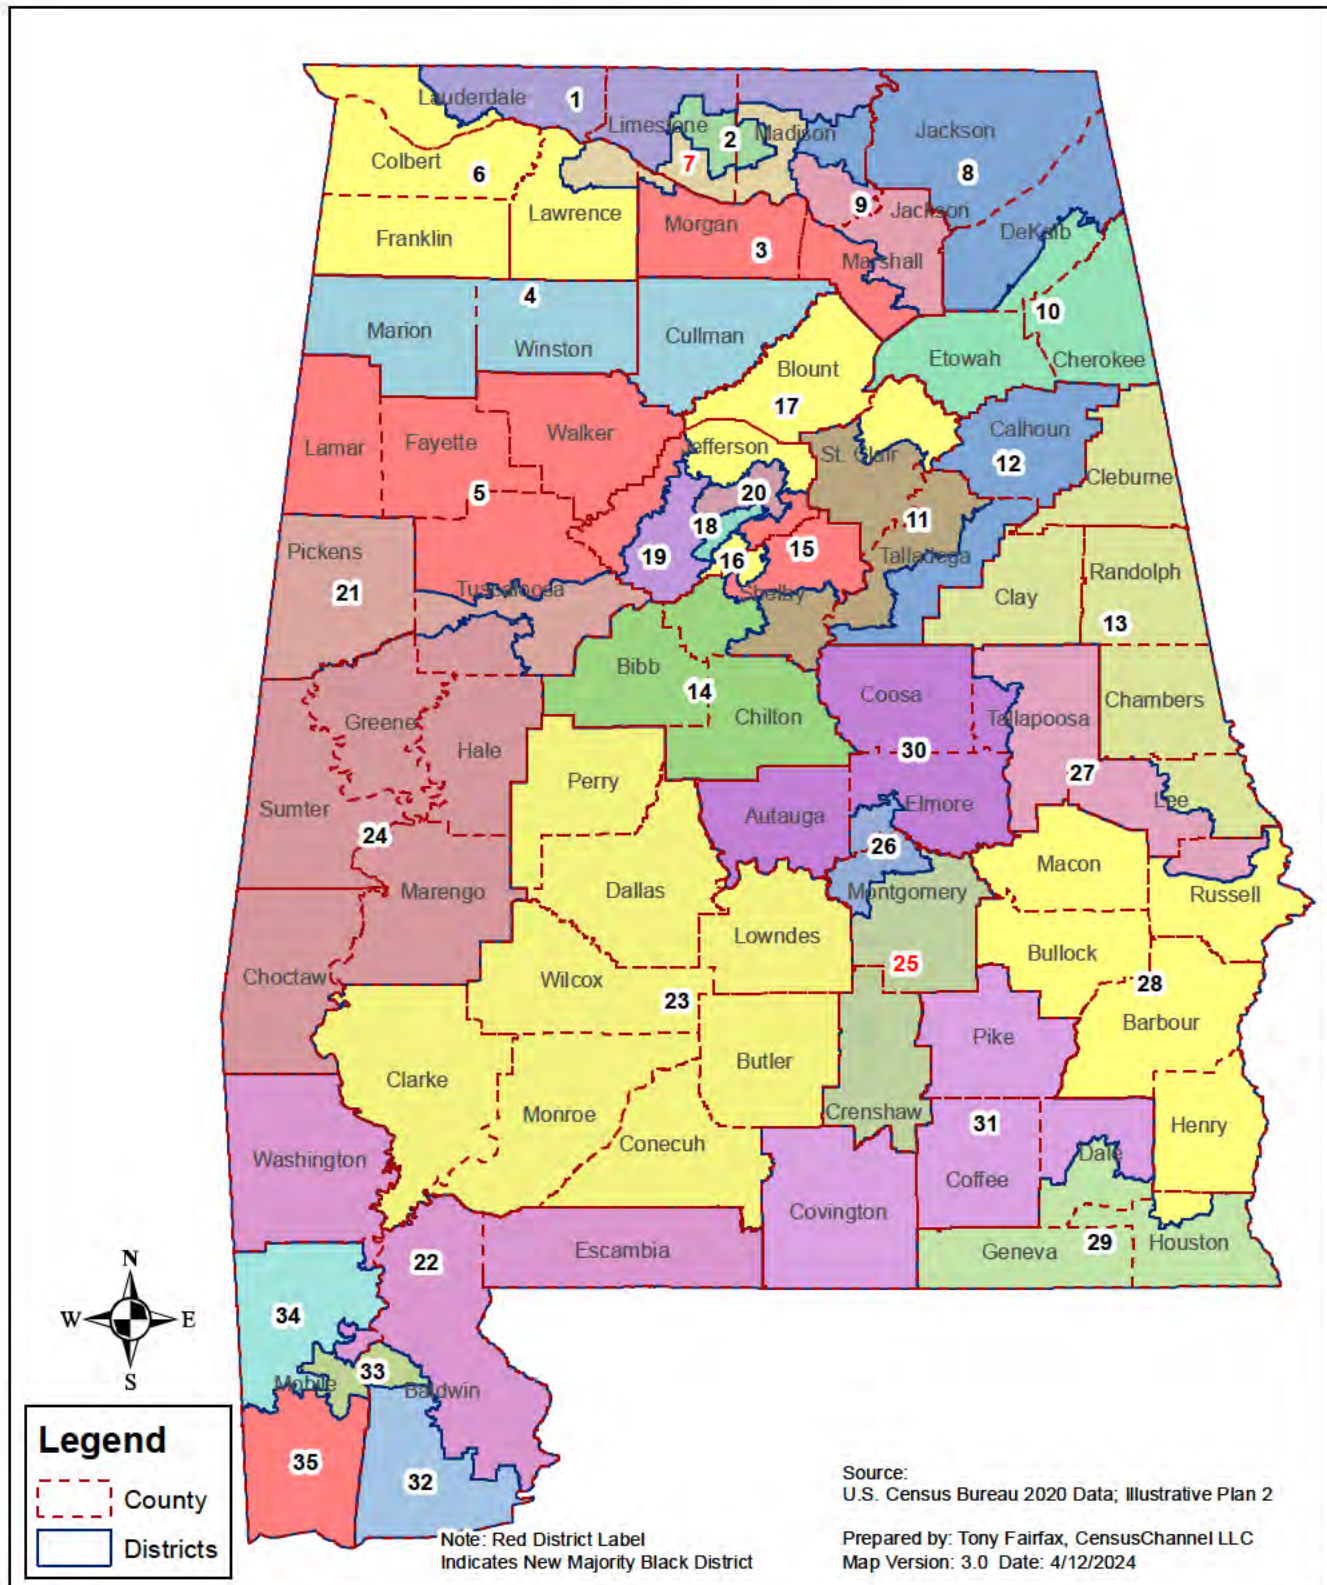 Lauderdale
1
Limestone
2
Madison
Jackson
Colbert
6
7
8
9
Jackson
Lawrence
Morgan
Franklin
3
DeKalb
Marshall
4
10
Marion
Winston
Cullman
Etowah
Cherokee
Blount
17
Lamar
Fayette
Walker
Jefferson
St. Clair
Calhoun
12
Cleburne
5
20
18
11
15
Pickens
19
16
Talladega
21
Tuscaloosa
Shelby
Clay
Randolph
13
Bibb
14
Coosa
Chambers
Greene
Chilton
Tallapoosa
Hale
30
27
Perry
Lee
Sumter
Autauga
Elmore
24
26
Macon
Marengo
Dallas
Montgomery
Russell
Lowndes
Bullock
25
Choctaw
Wilcox
23
28
Barbour
Pike
Butler
Clarke
Monroe
Crenshaw
31
Henry
Conecuh
Washington
Dale
Coffee
Covington
Escambia
22
Geneva
29
Houston
N
W
E
S
34
33
Mobile
Baldwin
35
32
Legend
County
Districts
Note: Red District Label
Indicates New Majority Black District
Source:
U.S. Census Bureau 2020 Data; Illustrative Plan 2
Prepared by: Tony Fairfax, CensusChannel LLC
Map Version: 3.0 Date: 4/12/2024